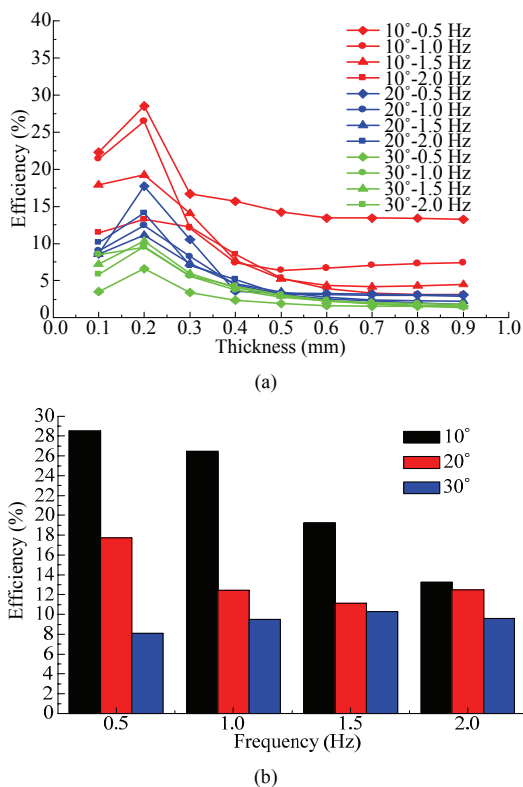 40
35
30
25
20
15
10
5
0
Efficiency (%)
10°-0.5 Hz
10°-1.0 Hz
10°-1.5 Hz
10°-2.0 Hz
20°-0.5 Hz
20°-1.0 Hz
20°-1.5 Hz
20°-2.0 Hz
30°-0.5 Hz
30°-1.0 Hz
30°-1.5 Hz
30°-2.0 Hz
0.0 0.1 0.2 0.3 0.4 0.5 0.6 0.7 0.8 0.9 1.0
Thickness (mm)
(a)
30
28
26
24
22
20
18
16
14
12
10
8
6
4
2
0
Efficiency (%)
10°
20°
30°
0.5 1.0 1.5 2.0
Frequency (Hz)
(b)